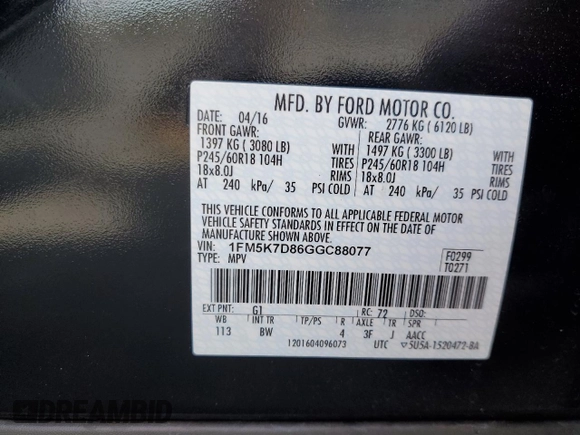 MFD. BY FORD MOTOR CO.
DATE: 04/16 GVWR: 2776 KG ( 6120 LB)
FRONT GAWR: REAR GAWR:
1397 KG ( 3080 LB) 1497 KG ( 3300 LB)
P245/60R18 104H TIRES P245/60R18 104H TIRES
18x8.0J RIMS 18x8.0J RIMS
AT 240 kPa/ 35 PSI COLD AT 240 kPa/ 35 PSI COLD
THIS VEHICLE CONFORMS TO ALL APPLICABLE FEDERAL MOTOR
VEHICLE SAFETY STANDARDS IN EFFECT ON THE DATE OF
MANUFACTURE SHOWN ABOVE.
VIN: 1FM5K7D86GGC88077 F0299
TYPE: MPV T0271
EXT PNT: G1 RC: 72 DSO:
WB INT TR TP/PS R AXLE TR SPR
113 BW 4 3F J AACC
1201604096073 UTC ▽5U5A-1520472-BA
DREAMBID